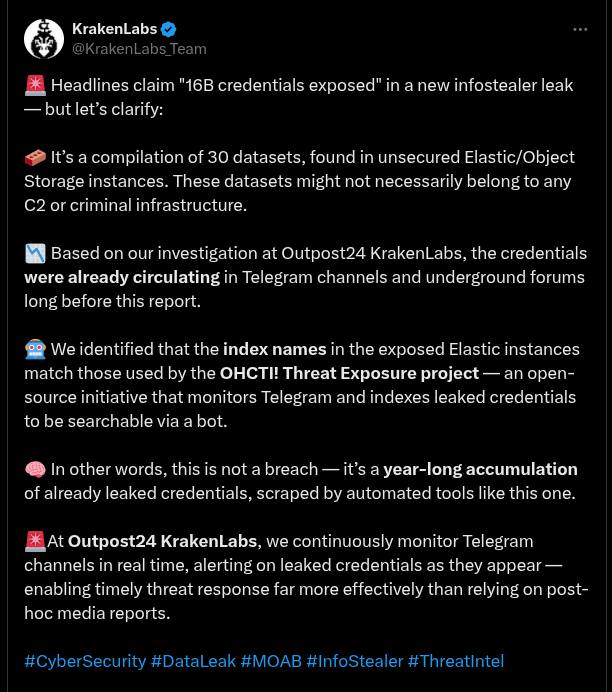 KrakenLabs
@KrakenLabs_Team
🚨 Headlines claim "16B credentials exposed" in a new infostealer leak
— but let’s clarify:
🧱 It’s a compilation of 30 datasets, found in unsecured Elastic/Object
Storage instances. These datasets might not necessarily belong to any
C2 or criminal infrastructure.
📉 Based on our investigation at Outpost24 KrakenLabs, the credentials
were already circulating in Telegram channels and underground forums
long before this report.
🤖 We identified that the index names in the exposed Elastic instances
match those used by the OHCTI! Threat Exposure project — an open-
source initiative that monitors Telegram and indexes leaked credentials
to be searchable via a bot.
🧠 In other words, this is not a breach — it’s a year-long accumulation
of already leaked credentials, scraped by automated tools like this one.
🚨At Outpost24 KrakenLabs, we continuously monitor Telegram
channels in real time, alerting on leaked credentials as they appear —
enabling timely threat response far more effectively than relying on post-
hoc media reports.
#CyberSecurity #DataLeak #MOAB #InfoStealer #ThreatIntel